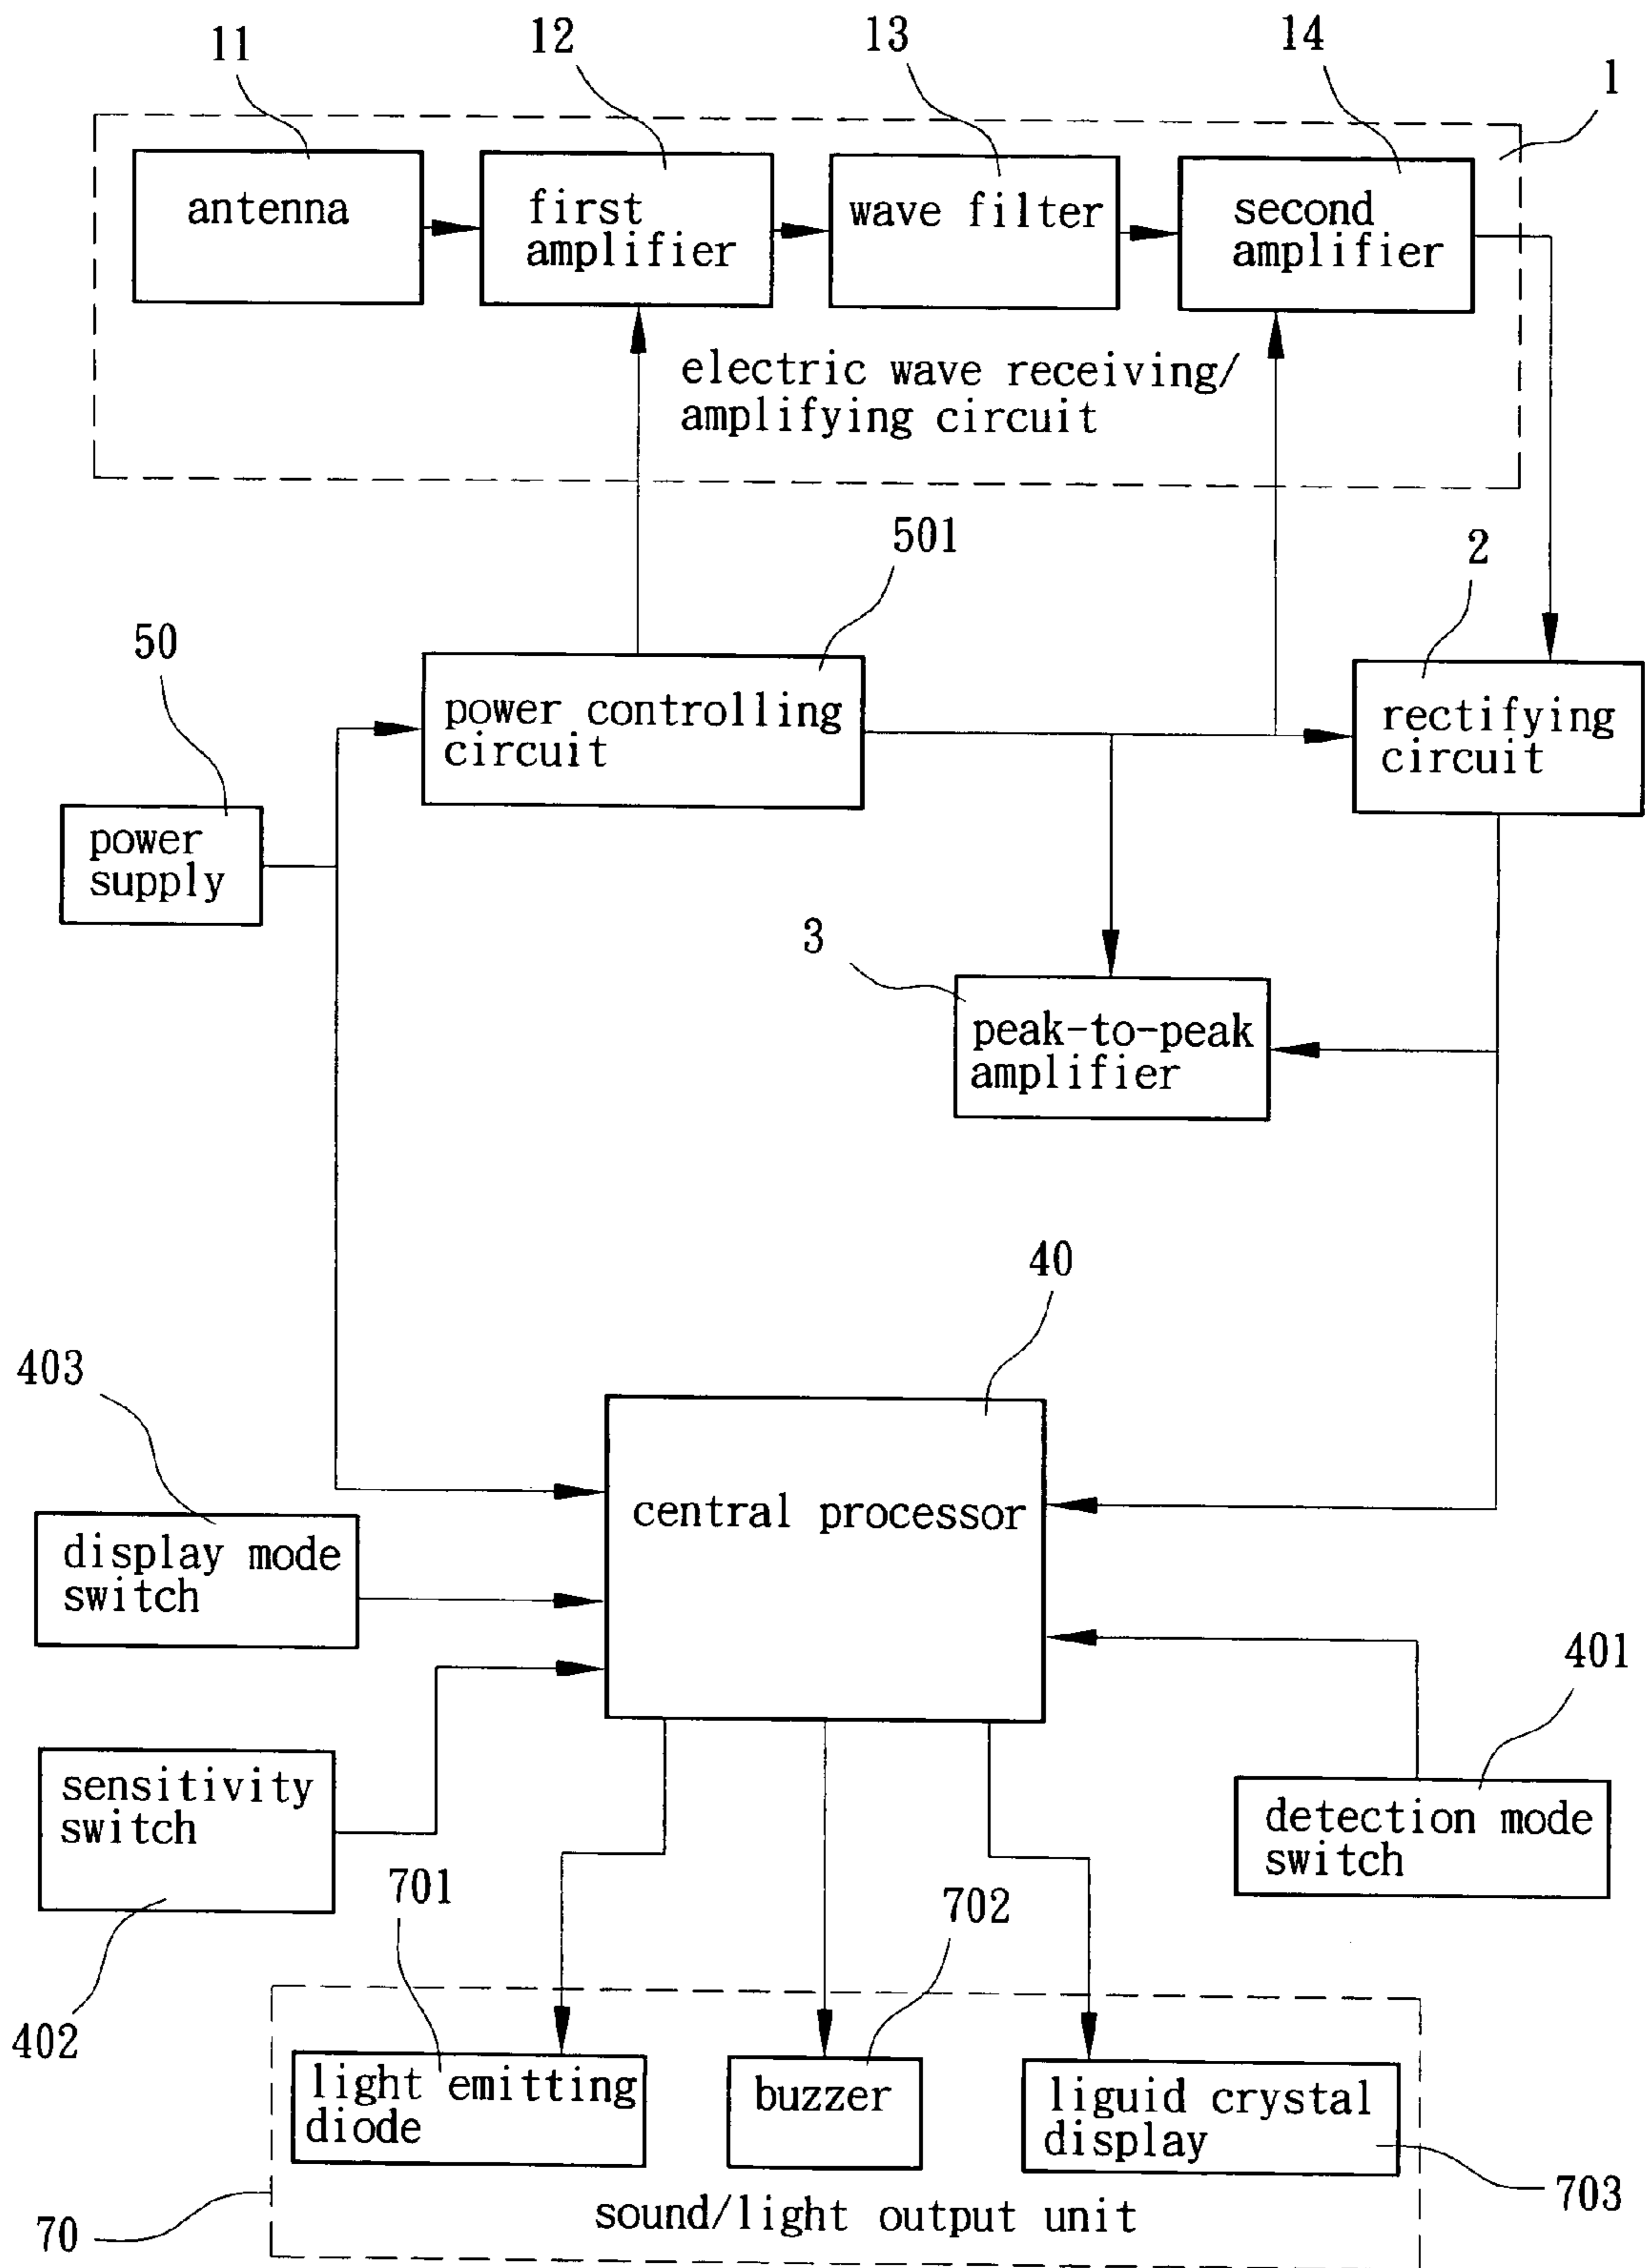 11
12
13
14
1
antenna
first
amplifier
wave filter
second
amplifier
electric wave receiving/
amplifying circuit
501
2
50
power controlling
circuit
rectifying
circuit
power
supply
3
peak-to-peak
amplifier
40
403
central processor
display mode
switch
401
sensitivity
switch
detection mode
switch
701
702
402
light emitting
diode
buzzer
liguid crystal
display
703
70
sound/light output unit